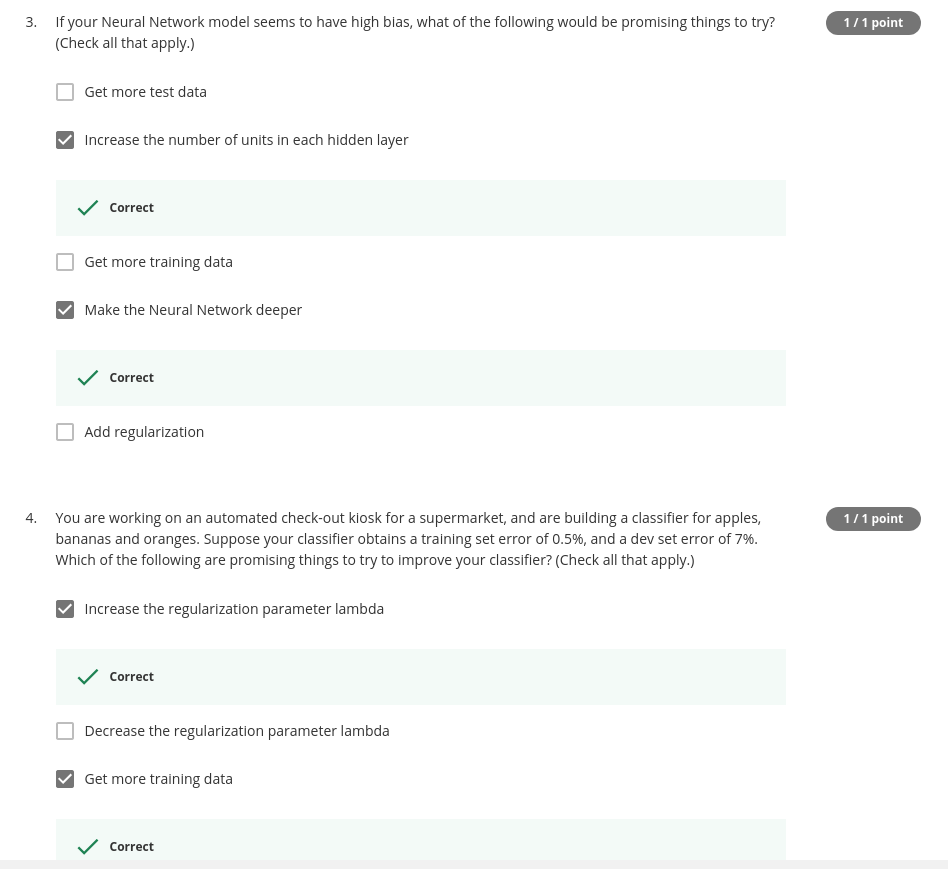 3. If your Neural Network model seems to have high bias, what of the following would be promising things to try?
(Check all that apply.)
1 / 1 point
Get more test data
Increase the number of units in each hidden layer
Correct
Get more training data
Make the Neural Network deeper
Correct
Add regularization
4. You are working on an automated check-out kiosk for a supermarket, and are building a classifier for apples,
bananas and oranges. Suppose your classifier obtains a training set error of 0.5%, and a dev set error of 7%.
Which of the following are promising things to try to improve your classifier? (Check all that apply.)
1 / 1 point
Increase the regularization parameter lambda
Correct
Decrease the regularization parameter lambda
Get more training data
Correct